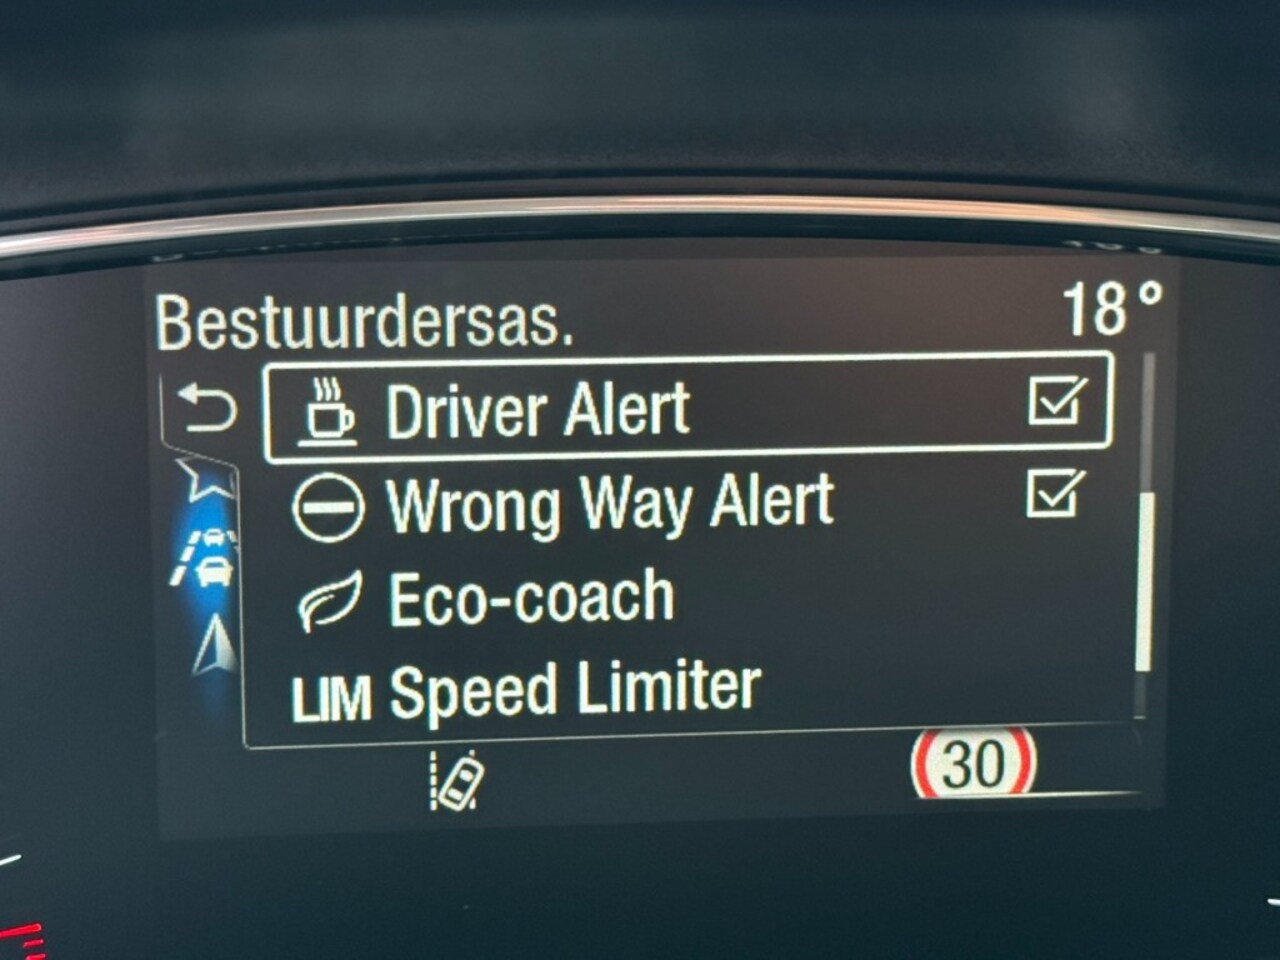 Bestuurdersas.
18°
Driver Alert
Wrong Way Alert
Eco-coach
LIM Speed Limiter
30